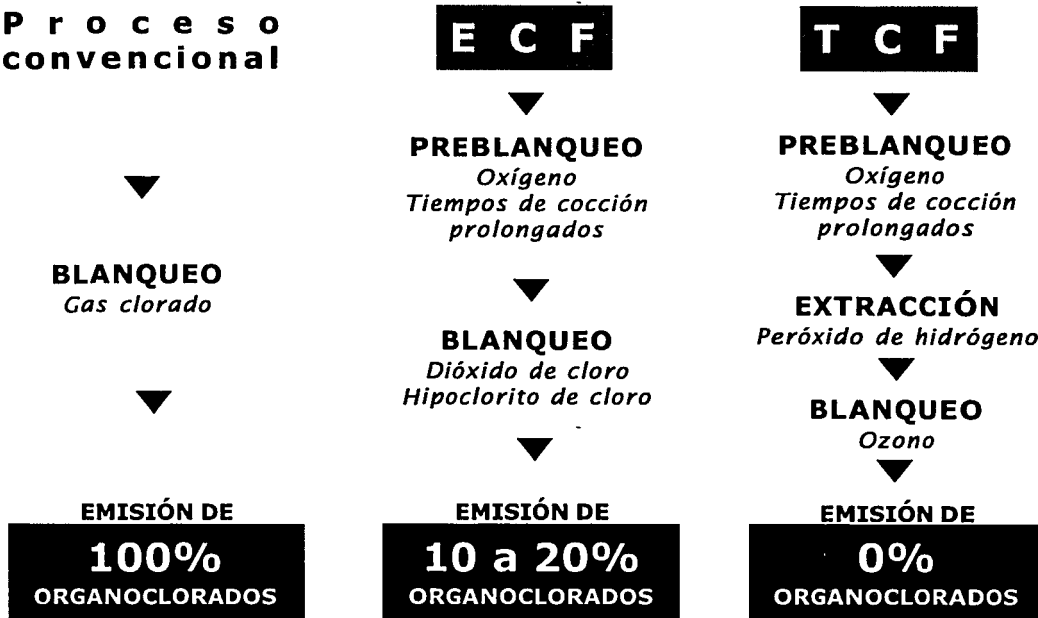 Proceso
convencional
BLANQUEO
Gas clorado
EMISIÓN DE
100%
ORGANOCLORADOS
ECF
PREBLANQUEO
Oxígeno
Tiempos de cocción
prolongados
BLANQUEO
Dióxido de cloro
Hipoclorito de cloro
EMISIÓN DE
10 a 20%
ORGANOCLORADOS
TCF
PREBLANQUEO
Oxígeno
Tiempos de cocción
prolongados
EXTRACCIÓN
Peróxido de hidrógeno
BLANQUEO
Ozono
EMISIÓN DE
0%
ORGANOCLORADOS